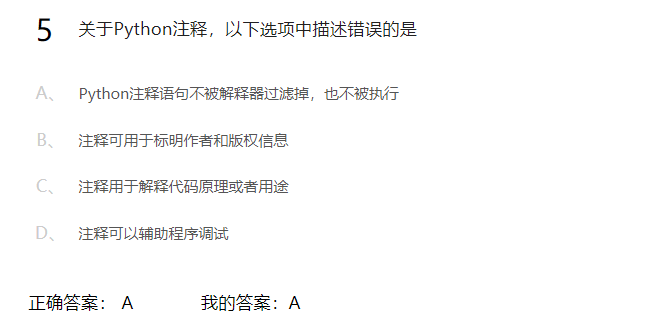 5 关于Python注释，以下选项中描述错误的是
A、 Python注释语句不被解释器过滤掉，也不被执行
B、 注释可用于标明作者和版权信息
C、 注释用于解释代码原理或者用途
D、 注释可以辅助程序调试
正确答案： A 我的答案：A